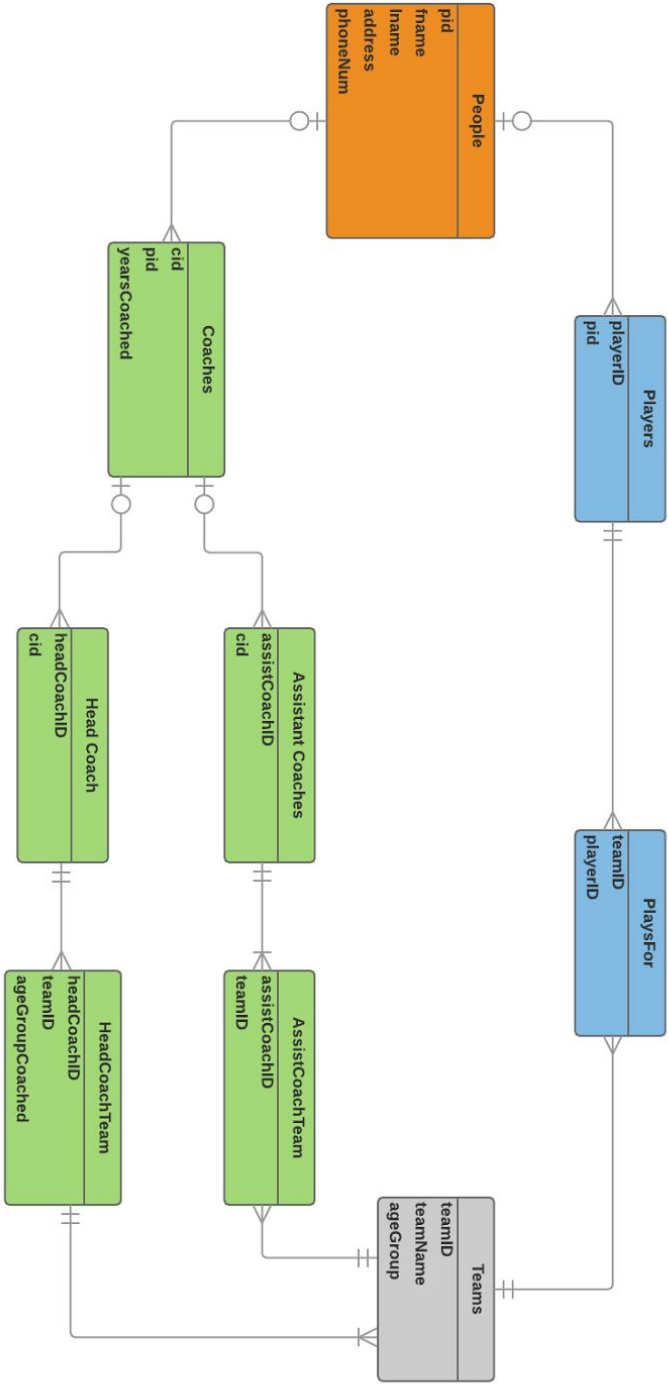 People
pid
fname
lname
address
phoneNum
Players
playerID
pid
Coaches
cid
pid
yearsCoached
Assistant Coaches
assistCoachID
cid
Head Coach
headCoachID
cid
PlaysFor
teamID
playerID
AssistCoachTeam
assistCoachID
teamID
HeadCoachTeam
headCoachID
teamID
ageGroupCoached
Teams
teamID
teamName
ageGroup